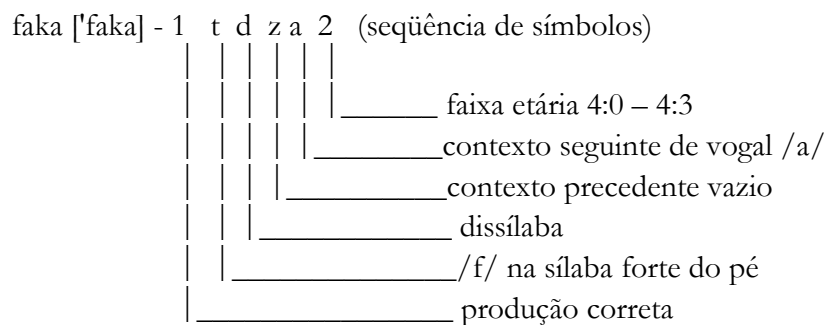 faka ['faka] - 1 t d z a 2 (seqüência de símbolos)
faixa etária 4:0 – 4:3
contexto seguinte de vogal /a/
contexto precedente vazio
dissílaba
/f/ na sílaba forte do pé
produção correta